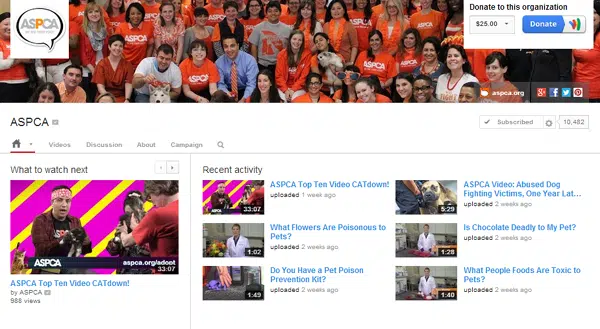 ASPCA
WE ARE THEIR VOICE
Donate to this organization
$25.00
Donate
ASPCA
ASPCA
ASPCA
aspca.org
ASPCA
Subscribed
10,482
Videos
Discussion
About
Campaign
What to watch next
ASPCA
aspca.org/adopt
33:07
ASPCA Top Ten Video CATdown!
by ASPCA
988 views
Recent activity
33:07
ASPCA Top Ten Video CATdown!
uploaded 1 week ago
5:29
ASPCA Video: Abused Dog
Fighting Victims, One Year Lat…
uploaded 2 weeks ago
1:02
What Flowers Are Poisonous to
Pets?
uploaded 2 weeks ago
1:28
Is Chocolate Deadly to My Pet?
uploaded 2 weeks ago
1:49
Do You Have a Pet Poison
Prevention Kit?
uploaded 2 weeks ago
1:40
What People Foods Are Toxic to
Pets?
uploaded 2 weeks ago